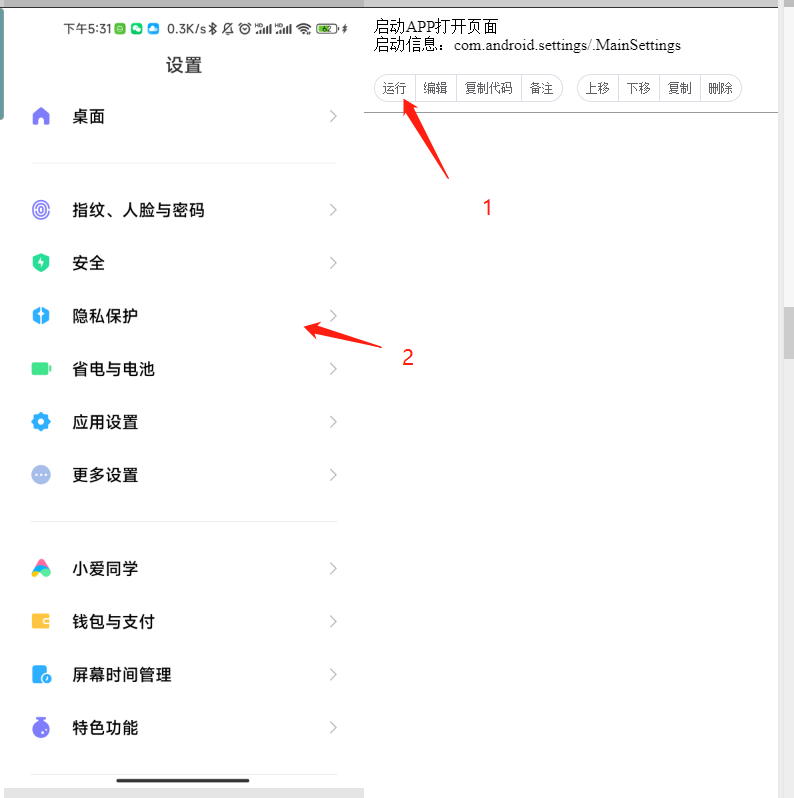 下午5:31 0.3K/s HD HD 62
设置
桌面
指纹、人脸与密码
安全
隐私保护
省电与电池
应用设置
更多设置
小爱同学
钱包与支付
屏幕时间管理
特色功能
启动APP打开页面
启动信息：com.android.settings/.MainSettings
运行 编辑 复制代码 备注 上移 下移 复制 删除
1
2